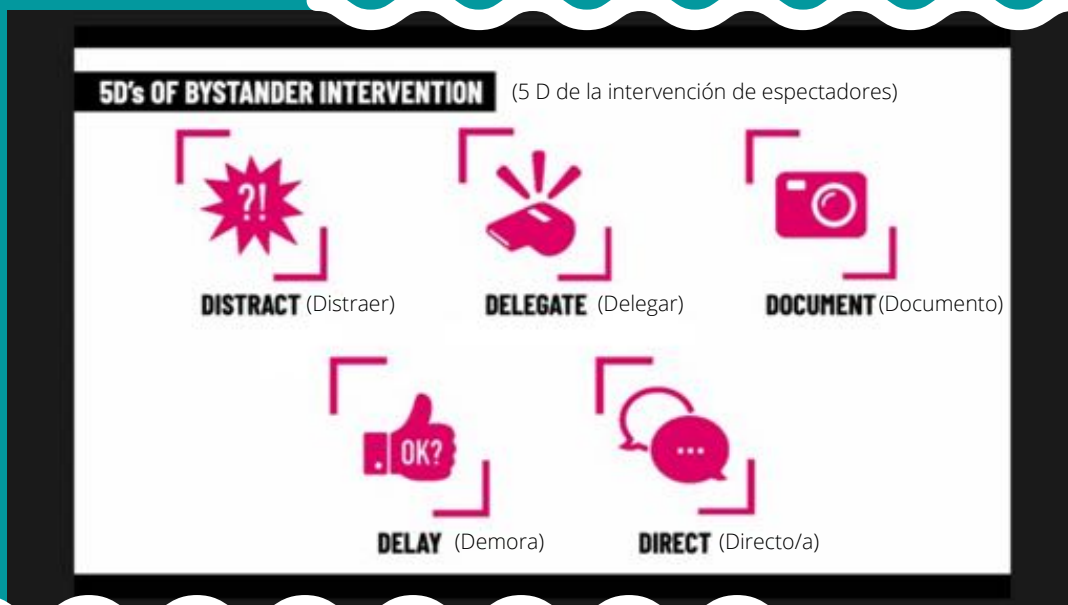 5D's OF BYSTANDER INTERVENTION (5 D de la intervención de espectadores)
?!
DISTRACT (Distraer) DELEGATE (Delegar) DOCUMENT (Documento)
OK? ...
DELAY (Demora) DIRECT (Directo/a)